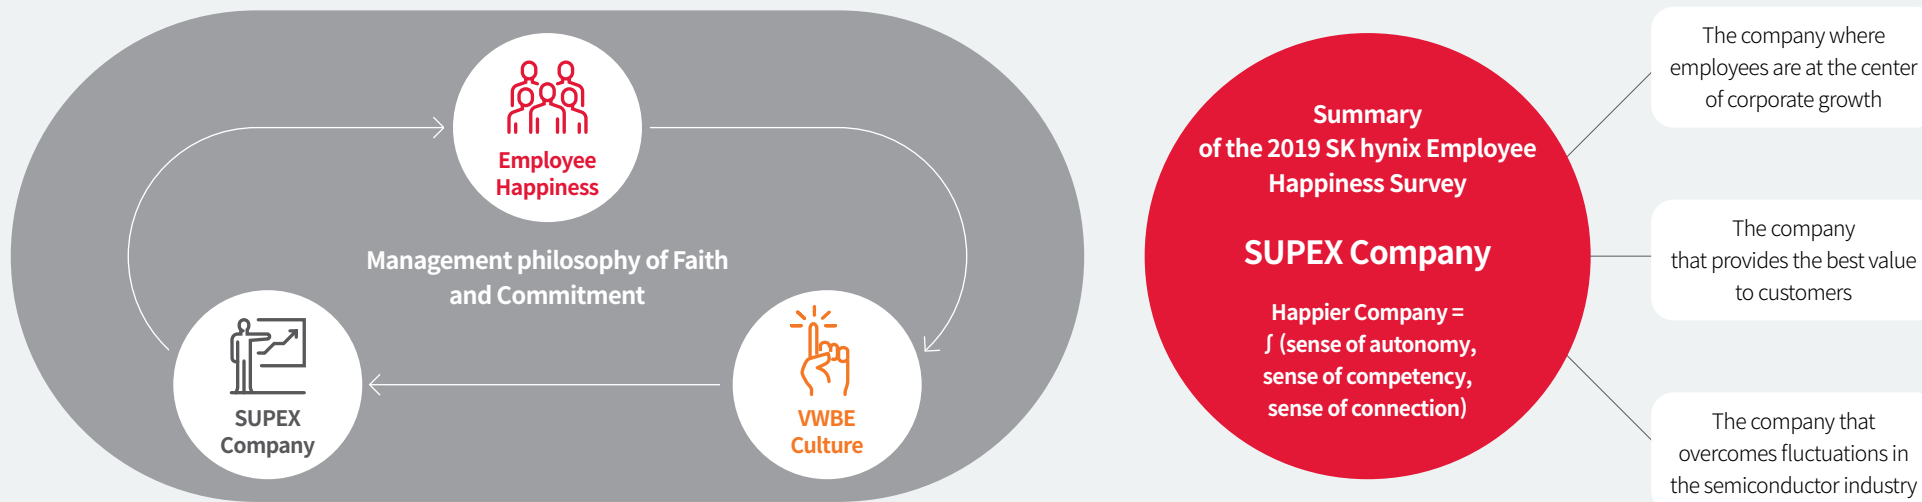 Employee
Happiness
Management philosophy of Faith
and Commitment
SUPEX
Company
VWBE
Culture
Summary
of the 2019 SK hynix Employee
Happiness Survey
SUPEX Company
Happier Company =
∫ (sense of autonomy,
sense of competency,
sense of connection)
The company where
employees are at the center
of corporate growth
The company
that provides the best value
to customers
The company that
overcomes fluctuations in
the semiconductor industry